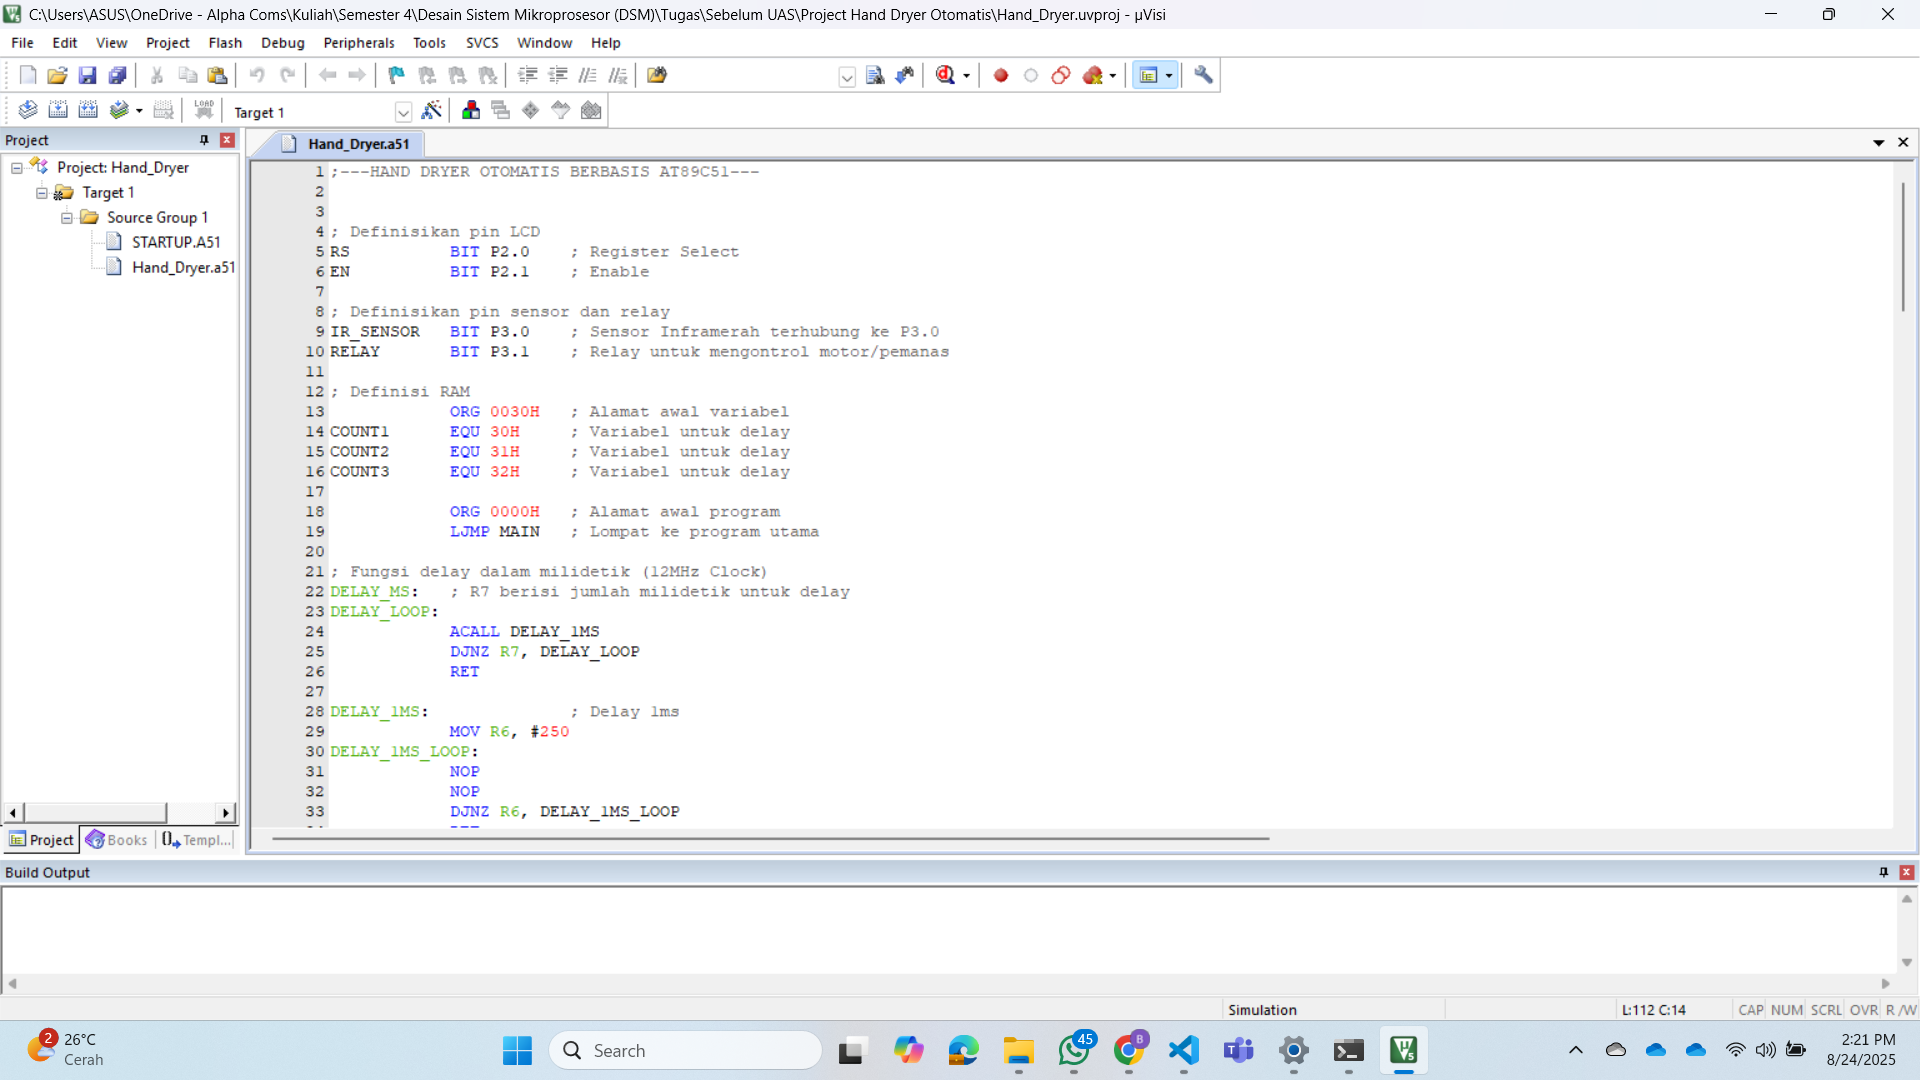 C:\Users\ASUS\OneDrive - Alpha Coms\Kuliah\Semester 4\Desain Sistem Mikroprosesor (DSM)\Tugas\Sebelum UAS\Project Hand Dryer Otomatis\Hand_Dryer.uvproj - µVisi
File Edit View Project Flash Debug Peripherals Tools SVCS Window Help
LOAD
Target 1
Project
Project: Hand_Dryer
Target 1
Source Group 1
STARTUP.A51
Hand_Dryer.a51
Project Books Templ...
Hand_Dryer.a51
1 ;---HAND DRYER OTOMATIS BERBASIS AT89C51---
2
3
4 ; Definisikan pin LCD
5 RS BIT P2.0 ; Register Select
6 EN BIT P2.1 ; Enable
7
8 ; Definisikan pin sensor dan relay
9 IR_SENSOR BIT P3.0 ; Sensor Inframerah terhubung ke P3.0
10 RELAY BIT P3.1 ; Relay untuk mengontrol motor/pemanas
11
12 ; Definisi RAM
13 ORG 0030H ; Alamat awal variabel
14 COUNT1 EQU 30H ; Variabel untuk delay
15 COUNT2 EQU 31H ; Variabel untuk delay
16 COUNT3 EQU 32H ; Variabel untuk delay
17
18 ORG 0000H ; Alamat awal program
19 LJMP MAIN ; Lompat ke program utama
20
21 ; Fungsi delay dalam milidetik (12MHz Clock)
22 DELAY_MS: ; R7 berisi jumlah milidetik untuk delay
23 DELAY_LOOP:
24 ACALL DELAY_1MS
25 DJNZ R7, DELAY_LOOP
26 RET
27
28 DELAY_1MS: ; Delay 1ms
29 MOV R6, #250
30 DELAY_1MS_LOOP:
31 NOP
32 NOP
33 DJNZ R6, DELAY_1MS_LOOP
Build Output
Simulation
L:112 C:14
CAP NUM SCRL OVR R/W
2
26°C
Cerah
Search
45
B
2:21 PM
8/24/2025